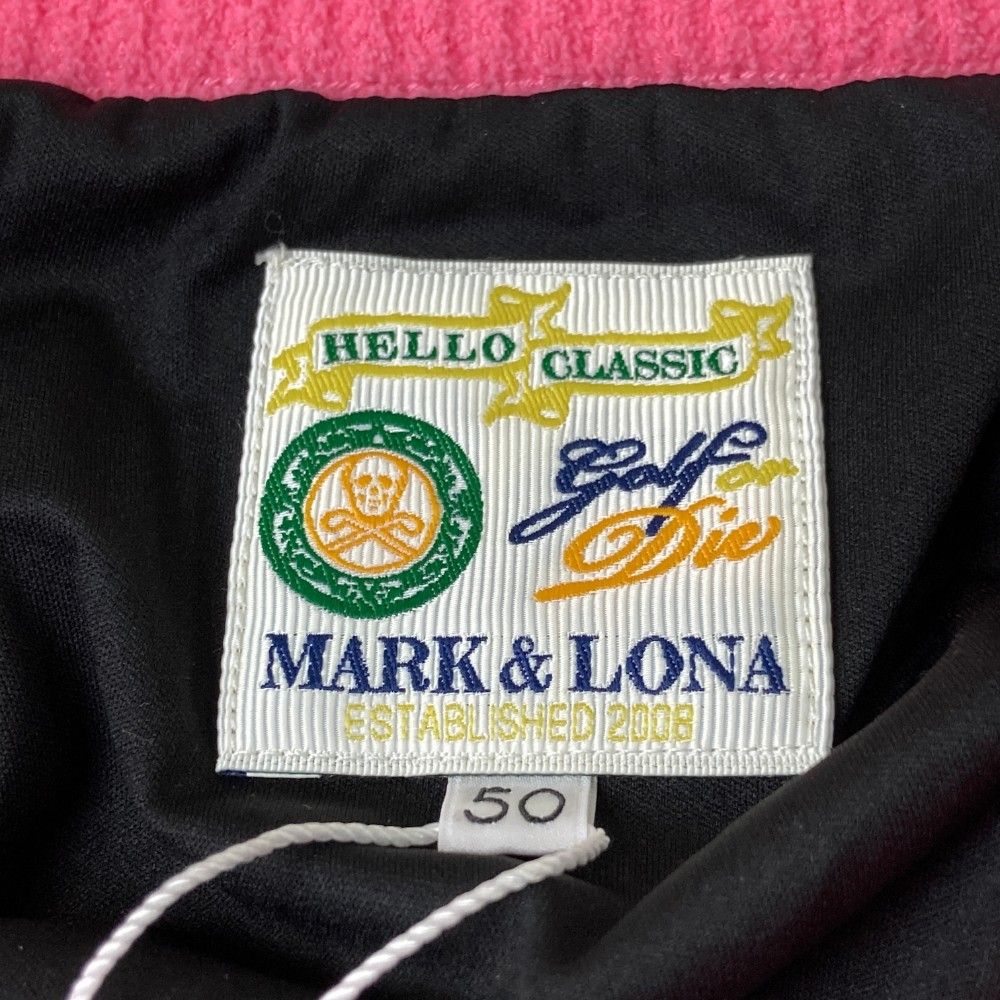 HELLO CLASSIC
Golf or
Die
MARK & LONA
ESTABLISHED 2008
50